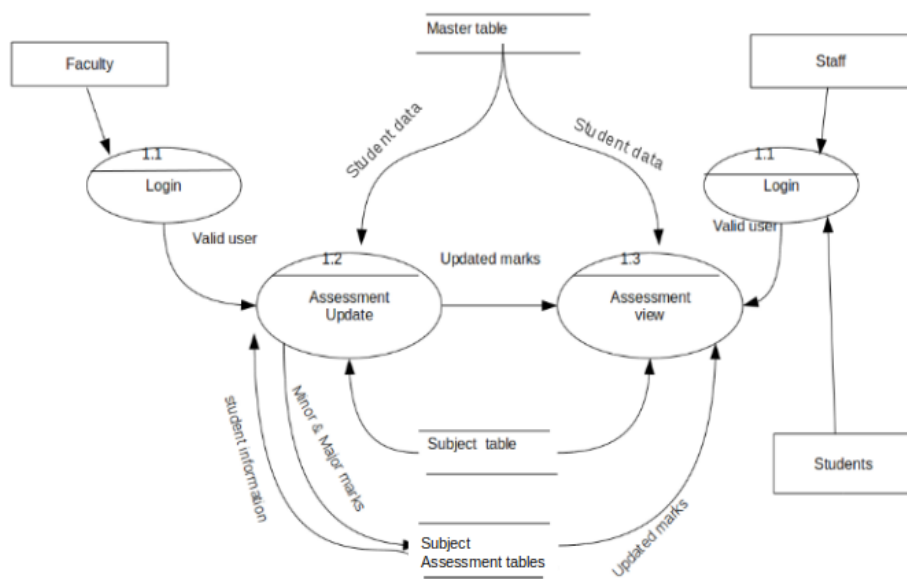 Master table
Faculty
Staff
Student data
Student data
1.1
Login
1.1
Login
Valid user
Valid user
1.2
Assessment
Update
Updated marks
1.3
Assessment
view
student information
Minor & Major marks
Subject table
Students
Subject
Assessment tables
Updated marks